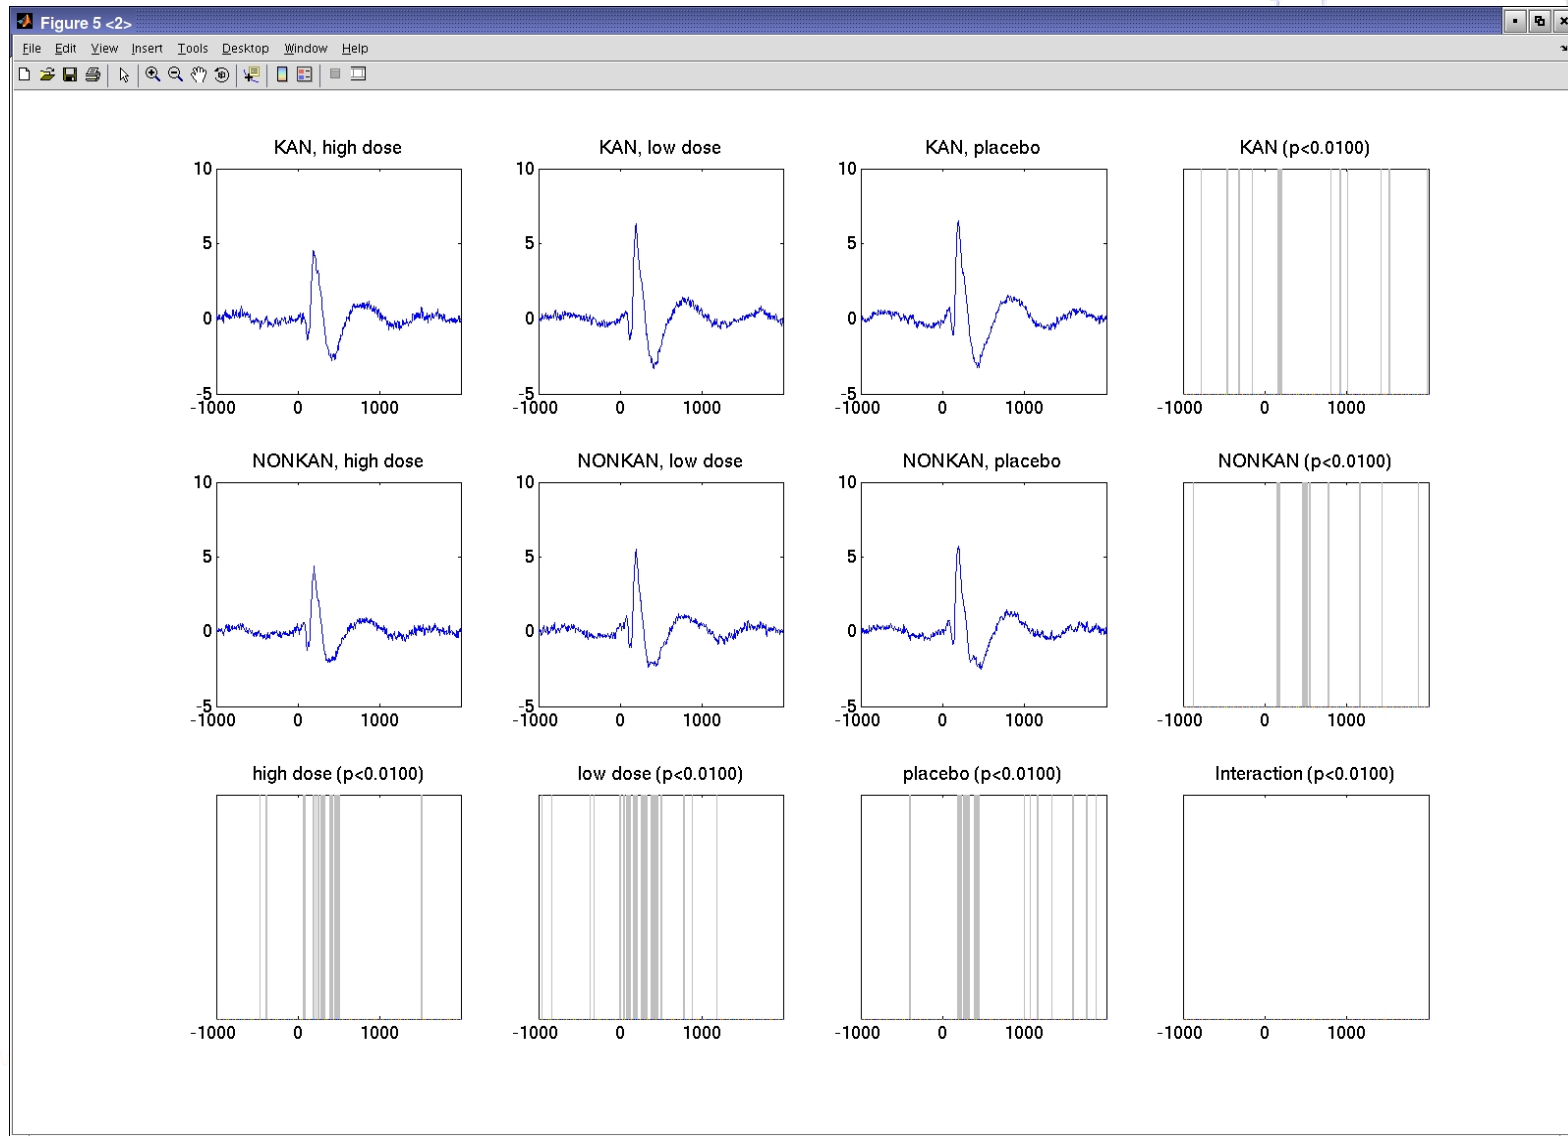 Figure 5 <2>
File Edit View Insert Tools Desktop Window Help
KAN, high dose
KAN, low dose
KAN, placebo
KAN (p<0.0100)
10
5
0
-5
-1000 0 1000
10
5
0
-5
-1000 0 1000
10
5
0
-5
-1000 0 1000
-1000 0 1000
NONKAN, high dose
NONKAN, low dose
NONKAN, placebo
NONKAN (p<0.0100)
10
5
0
-5
-1000 0 1000
10
5
0
-5
-1000 0 1000
10
5
0
-5
-1000 0 1000
-1000 0 1000
high dose (p<0.0100)
low dose (p<0.0100)
placebo (p<0.0100)
Interaction (p<0.0100)
-1000 0 1000
-1000 0 1000
-1000 0 1000
-1000 0 1000